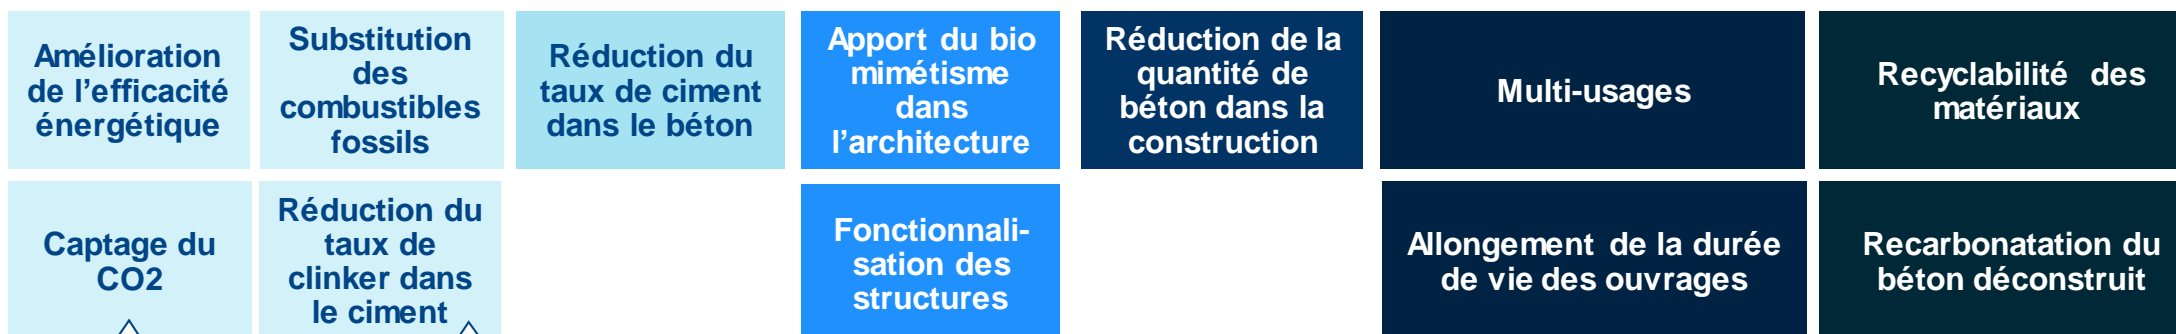 Amélioration
de l’efficacité
énergétique
Substitution
des
combustibles
fossils
Réduction du
taux de ciment
dans le béton
Apport du bio
mimétisme
dans
l’architecture
Réduction de la
quantité de
béton dans la
construction
Multi-usages
Recyclabilité des
matériaux
Captage du
CO2
Réduction du
taux de
clinker dans
le ciment
Fonctionnali-
sation des
structures
Allongement de la durée
de vie des ouvrages
Recarbonatation du
béton déconstruit